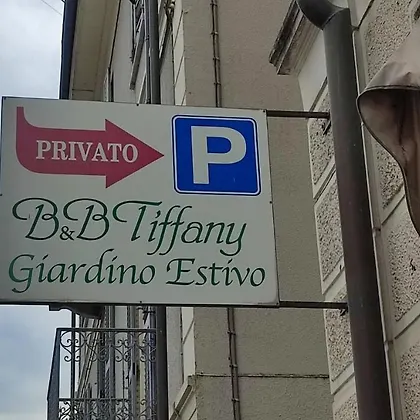 PRIVATO P
B&B Tiffany
Giardino Estivo